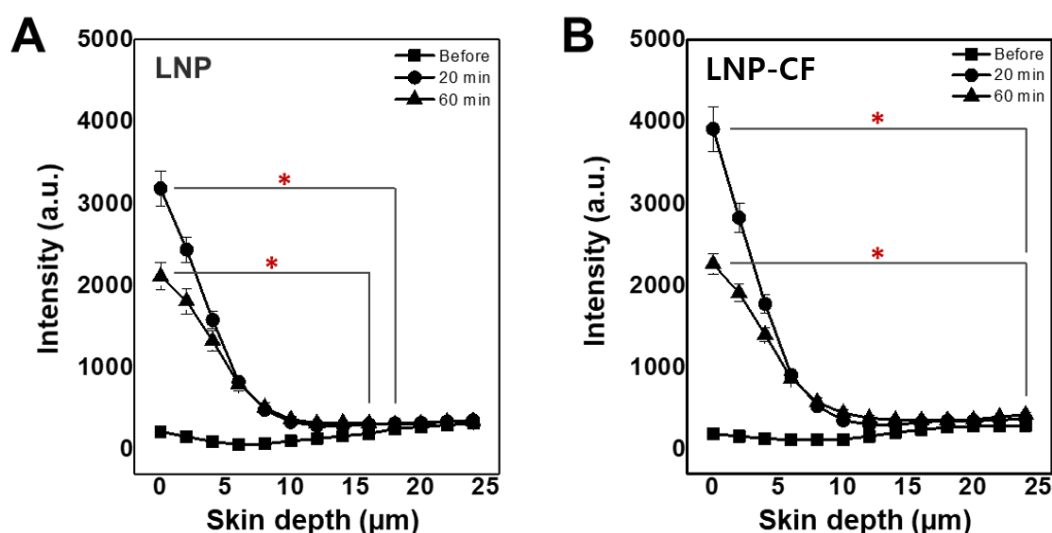 A
LNP
Before
20 min
60 min
*
*
5000
4000
3000
2000
1000
0
Intensity (a.u.)
0 5 10 15 20 25
Skin depth (μm)
B
LNP-CF
Before
20 min
60 min
*
*
5000
4000
3000
2000
1000
0
Intensity (a.u.)
0 5 10 15 20 25
Skin depth (μm)